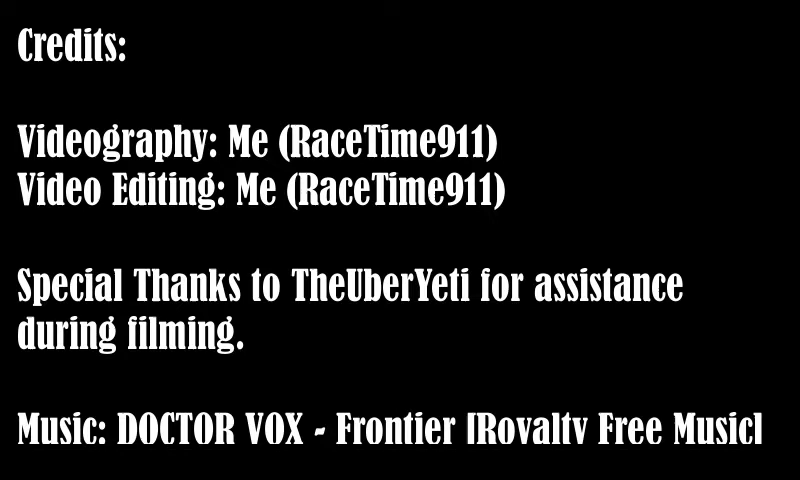 Credits:
Videography: Me (RaceTime911)
Video Editing: Me (RaceTime911)
Special Thanks to TheUberYeti for assistance
during filming.
Music: DOCTOR VOX - Frontier [Royalty Free Music]